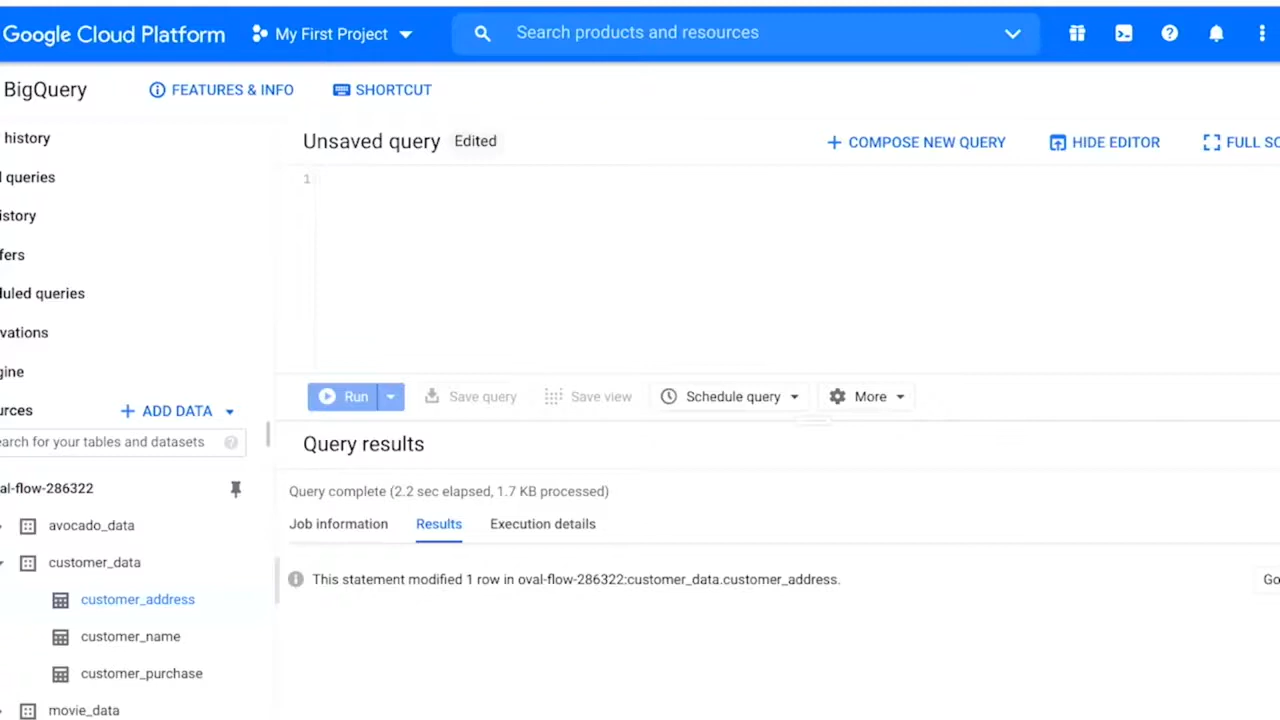 Google Cloud Platform My First Project Search products and resources
BigQuery FEATURES & INFO SHORTCUT
history
Unsaved query Edited COMPOSE NEW QUERY HIDE EDITOR FULL SC
1
l queries
istory
fers
luled queries
vations
gine
Run Save query Save view Schedule query More
urces ADD DATA
earch for your tables and datasets
Query results
al-flow-286322
Query complete (2.2 sec elapsed, 1.7 KB processed)
Job information Results Execution details
avocado_data
customer_data
This statement modified 1 row in oval-flow-286322:customer_data.customer_address. Go
customer_address
customer_name
customer_purchase
movie_data